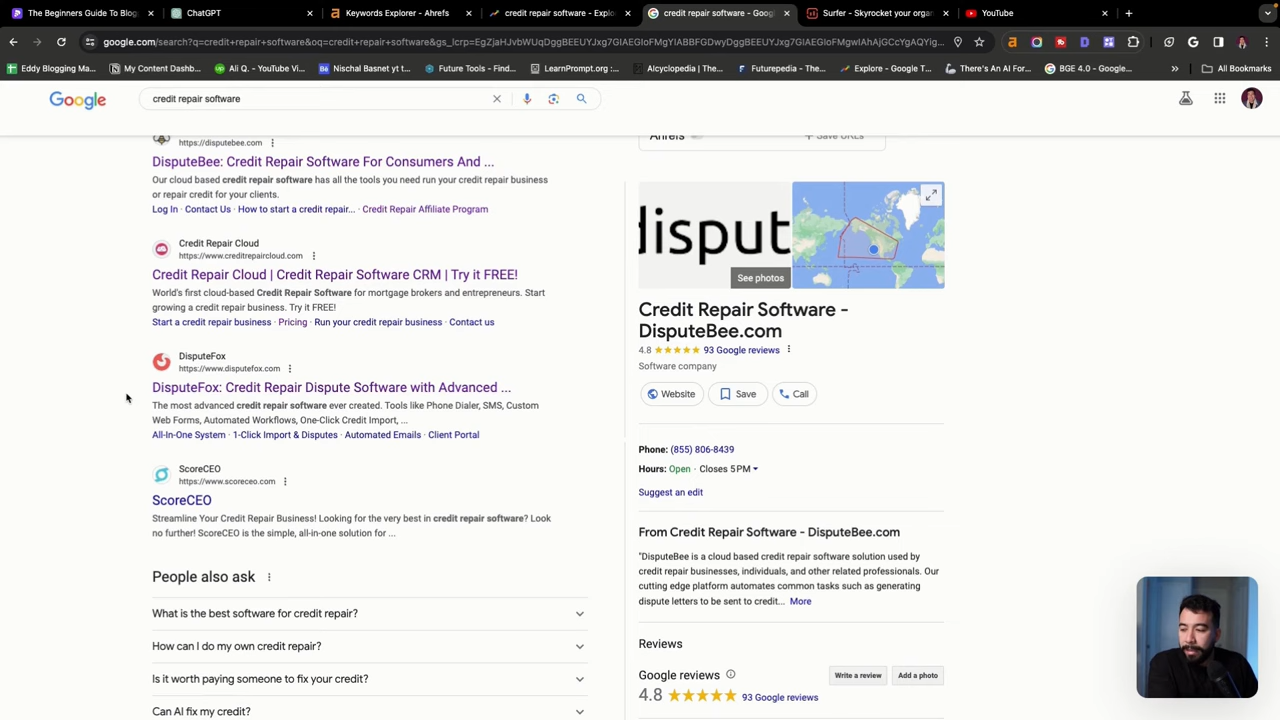 The Beginners Guide To Blog
ChatGPT
Keywords Explorer - Ahrefs
credit repair software - Explo
credit repair software - Goog
Surfer - Skyrocket your organ
YouTube
google.com/search?q=credit+repair+software&oq=credit+repair+software&gs_lcrp=
Eddy Blogging Ma...
My Content Dashb...
Ali Q. - YouTube Vi...
Nischal Basnet yt t...
Future Tools - Find...
LearnPrompt.org :...
AIcyclopedia | The...
Futurepedia - The...
Explore - Google T...
There's An AI For...
BGE 4.0 - Google...
All Bookmarks
Google
credit repair software
https://disputebee.com
DisputeBee: Credit Repair Software For Consumers And ...
Our cloud based credit repair software has all the tools you need run your credit repair business
or repair credit for your clients.
Log In · Contact Us · How to start a credit repair... · Credit Repair Affiliate Program
Credit Repair Cloud
https://www.creditrepaircloud.com
Credit Repair Cloud | Credit Repair Software CRM | Try it FREE!
World's first cloud-based Credit Repair Software for mortgage brokers and entrepreneurs. Start
growing a credit repair business. Try it FREE!
Start a credit repair business · Pricing · Run your credit repair business · Contact us
DisputeFox
https://www.disputefox.com
DisputeFox: Credit Repair Dispute Software with Advanced ...
The most advanced credit repair software ever created. Tools like Phone Dialer, SMS, Custom
Web Forms, Automated Workflows, One-Click Credit Import, ...
All-In-One System · 1-Click Import & Disputes · Automated Emails · Client Portal
ScoreCEO
https://www.scoreceo.com
ScoreCEO
Streamline Your Credit Repair Business! Looking for the very best in credit repair software? Look
no further! ScoreCEO is the simple, all-in-one solution for ...
People also ask
What is the best software for credit repair?
How can I do my own credit repair?
Is it worth paying someone to fix your credit?
Can AI fix my credit?
Ahrefs
Save URLs
disput
See photos
Credit Repair Software -
DisputeBee.com
4.8 93 Google reviews
Software company
Website
Save
Call
Phone: (855) 806-8439
Hours: Open · Closes 5 PM
Suggest an edit
From Credit Repair Software - DisputeBee.com
"DisputeBee is a cloud based credit repair software solution used by
credit repair businesses, individuals, and other related professionals. Our
cutting edge platform automates common tasks such as generating
dispute letters to be sent to credit... More
Reviews
Google reviews
Write a review
Add a photo
4.8 93 Google reviews